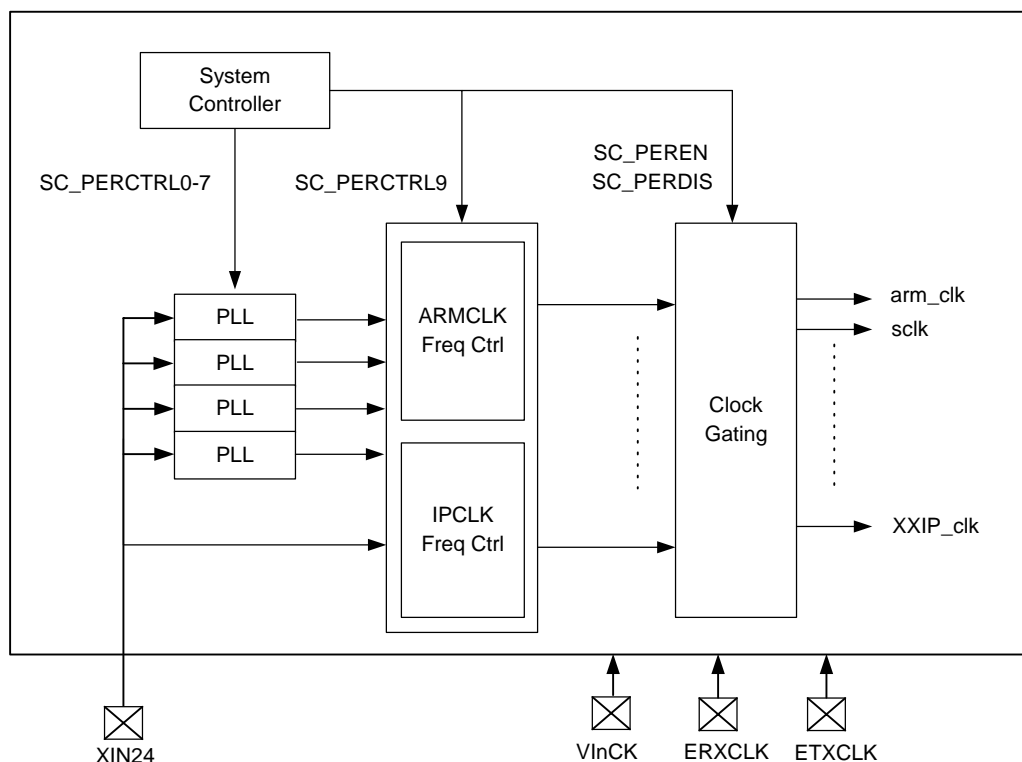 System
Controller
SC_PERCTRL0-7
SC_PERCTRL9
SC_PEREN
SC_PERDIS
PLL
PLL
PLL
PLL
ARMCLK
Freq Ctrl
IPCLK
Freq Ctrl
Clock
Gating
arm_clk
sclk
XXIP_clk
XIN24
VInCK
ERXCLK
ETXCLK